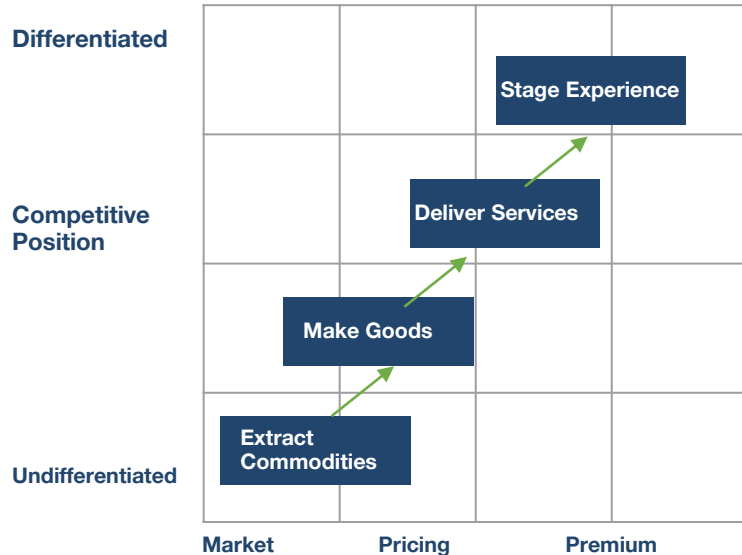 Differentiated
Stage Experience
Competitive
Position
Deliver Services
Make Goods
Extract
Commodities
Undifferentiated
Market
Pricing
Premium